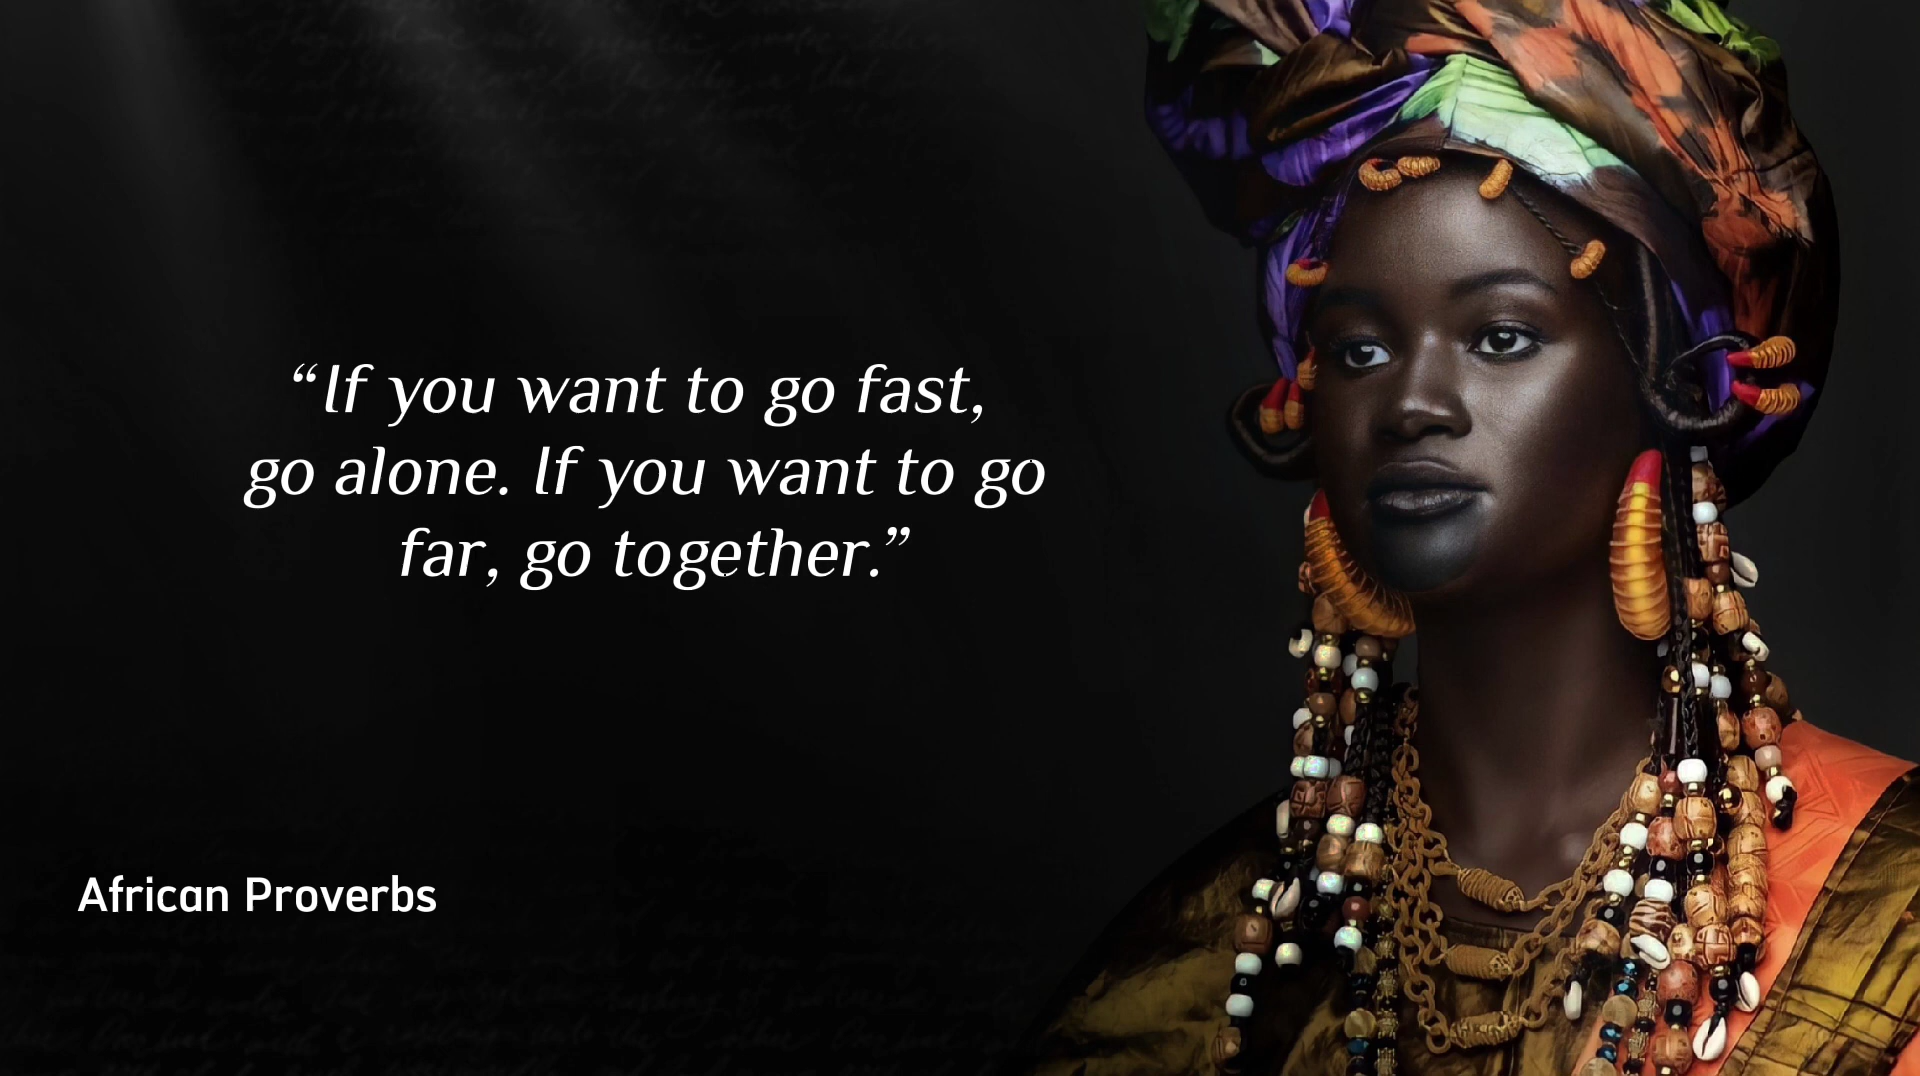 “If you want to go fast,
go alone. If you want to go
far, go together.”
African Proverbs